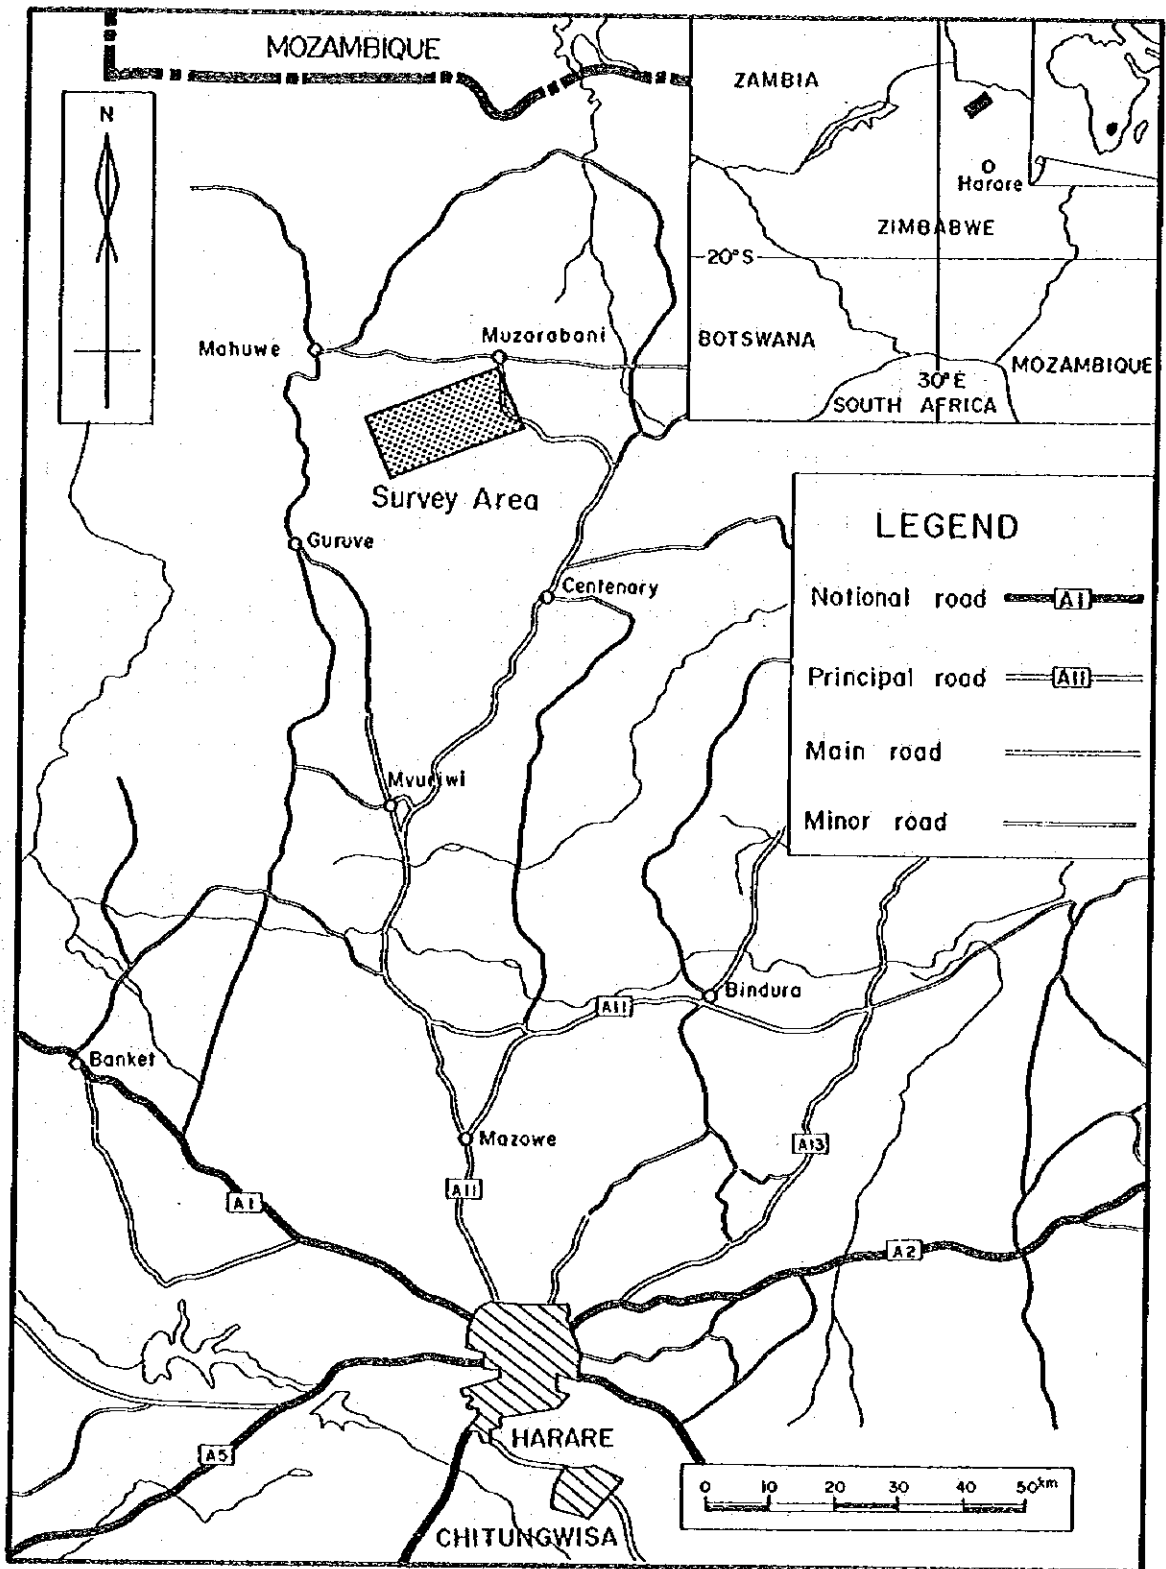 MOZAMBIQUE
N
ZAMBIA
Harare
ZIMBABWE
20°S
BOTSWANA
MOZAMBIQUE
30°E
SOUTH AFRICA
Mahuwe
Muzarabani
Survey Area
Guruve
Centenary
LEGEND
National road A1
Principal road A11
Main road
Minor road
Mvuriwi
Bindura
A11
Banket
Mazowe
A13
A11
A1
A2
HARARE
A5
CHITUNGWISA
0 10 20 30 40 50km